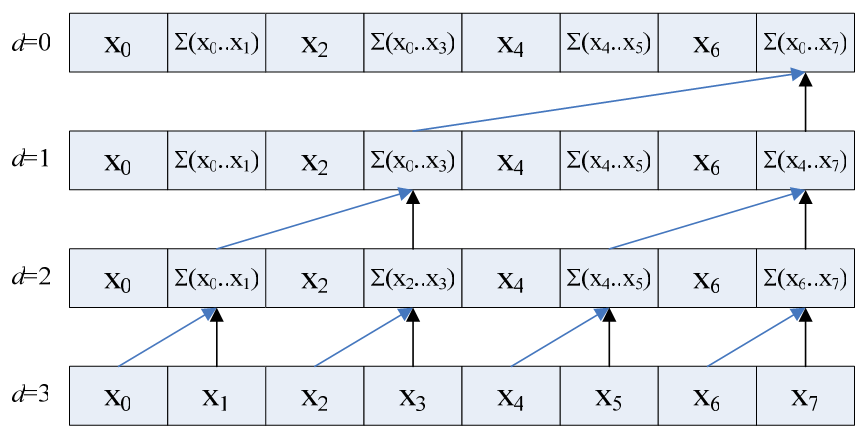 d=0 x₀ Σ(x₀..x₁) x₂ Σ(x₀..x₃) x₄ Σ(x₄..x₅) x₆ Σ(x₀..x₇)
d=1 x₀ Σ(x₀..x₁) x₂ Σ(x₀..x₃) x₄ Σ(x₄..x₅) x₆ Σ(x₄..x₇)
d=2 x₀ Σ(x₀..x₁) x₂ Σ(x₂..x₃) x₄ Σ(x₄..x₅) x₆ Σ(x₆..x₇)
d=3 x₀ x₁ x₂ x₃ x₄ x₅ x₆ x₇